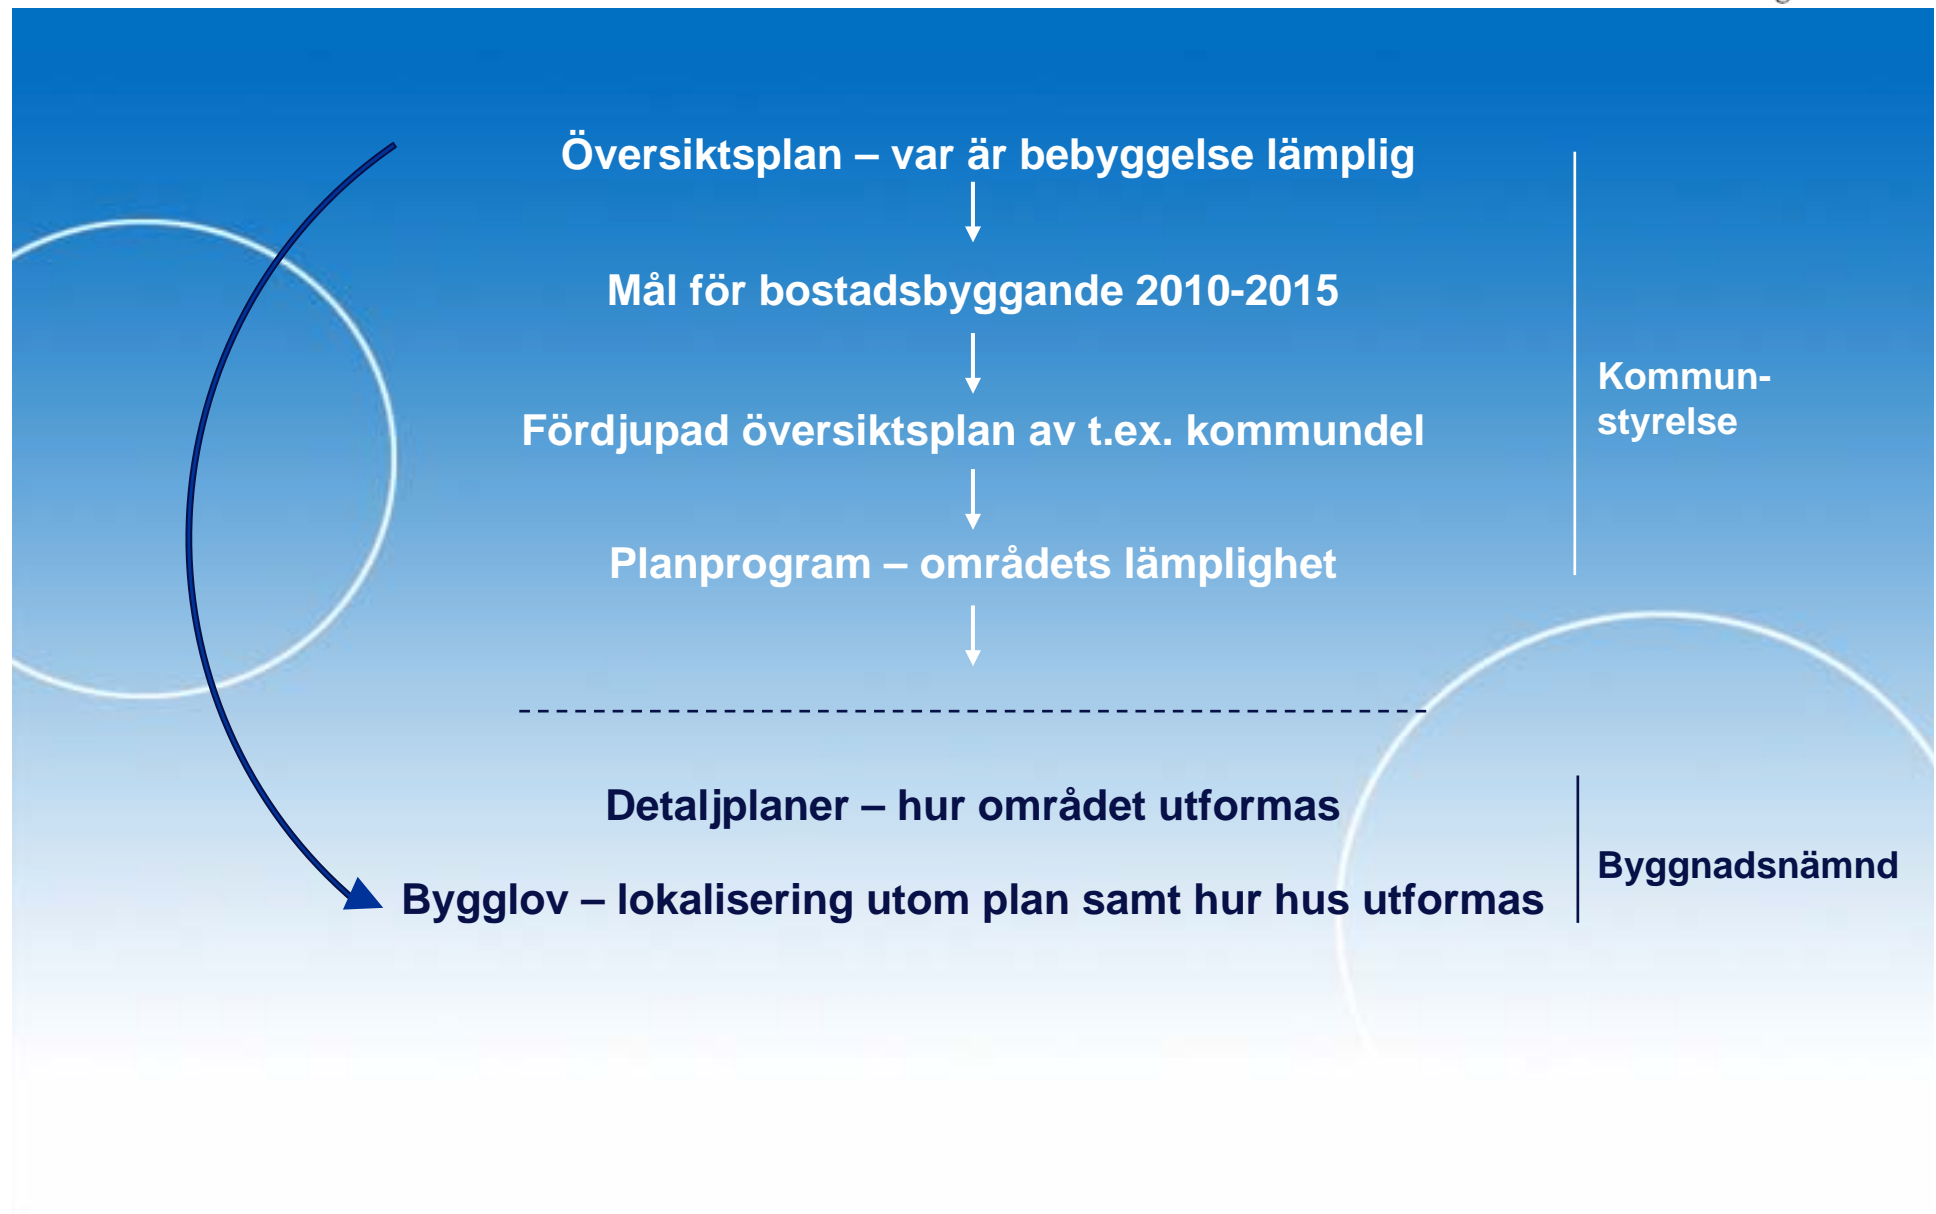 Översiktsplan – var är bebyggelse lämplig
Mål för bostadsbyggande 2010-2015
Fördjupad översiktsplan av t.ex. kommundel
Planprogram – områdets lämplighet
Kommun-
styrelse
Detaljplaner – hur området utformas
Bygglov – lokalisering utom plan samt hur hus utformas
Byggnadsnämnd